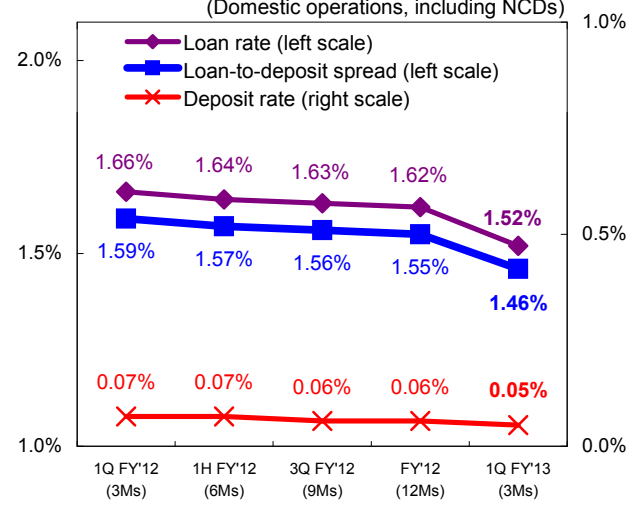 (Domestic operations, including NCDs)
1.0%
2.0%
Loan rate (left scale)
Loan-to-deposit spread (left scale)
Deposit rate (right scale)
1.66%
1.64%
1.63%
1.62%
1.52%
0.5%
1.5%
1.59%
1.57%
1.56%
1.55%
1.46%
0.07%
0.07%
0.06%
0.06%
0.05%
1.0%
0.0%
1Q FY'12
(3Ms)
1H FY'12
(6Ms)
3Q FY'12
(9Ms)
FY'12
(12Ms)
1Q FY'13
(3Ms)